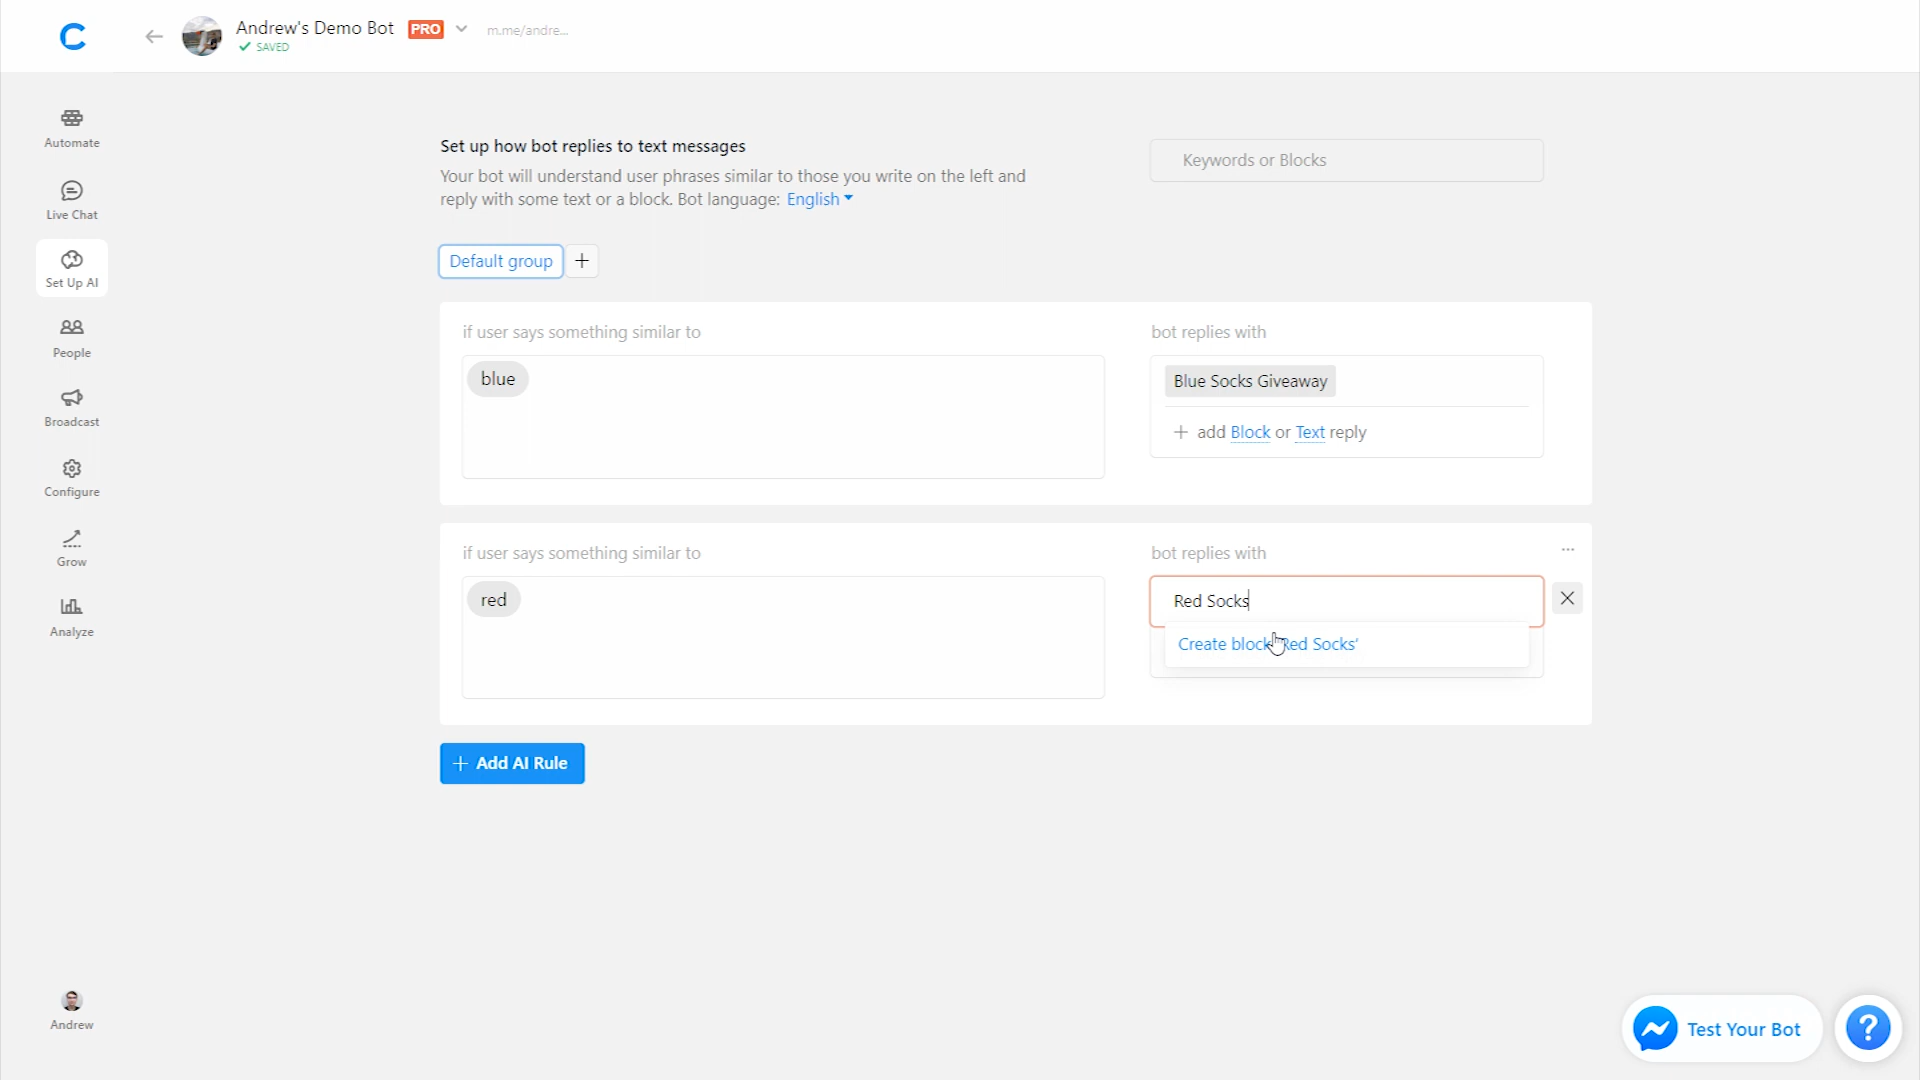 Andrew's Demo Bot PRO
m.me/andre...
SAVED
Automate
Live Chat
Set Up AI
People
Broadcast
Configure
Grow
Analyze
Andrew
Set up how bot replies to text messages
Your bot will understand user phrases similar to those you write on the left and
reply with some text or a block. Bot language: English
Keywords or Blocks
Default group
if user says something similar to
blue
bot replies with
Blue Socks Giveaway
add Block or Text reply
if user says something similar to
red
bot replies with
Red Socks
Create block 'Red Socks'
+ Add AI Rule
Test Your Bot
?